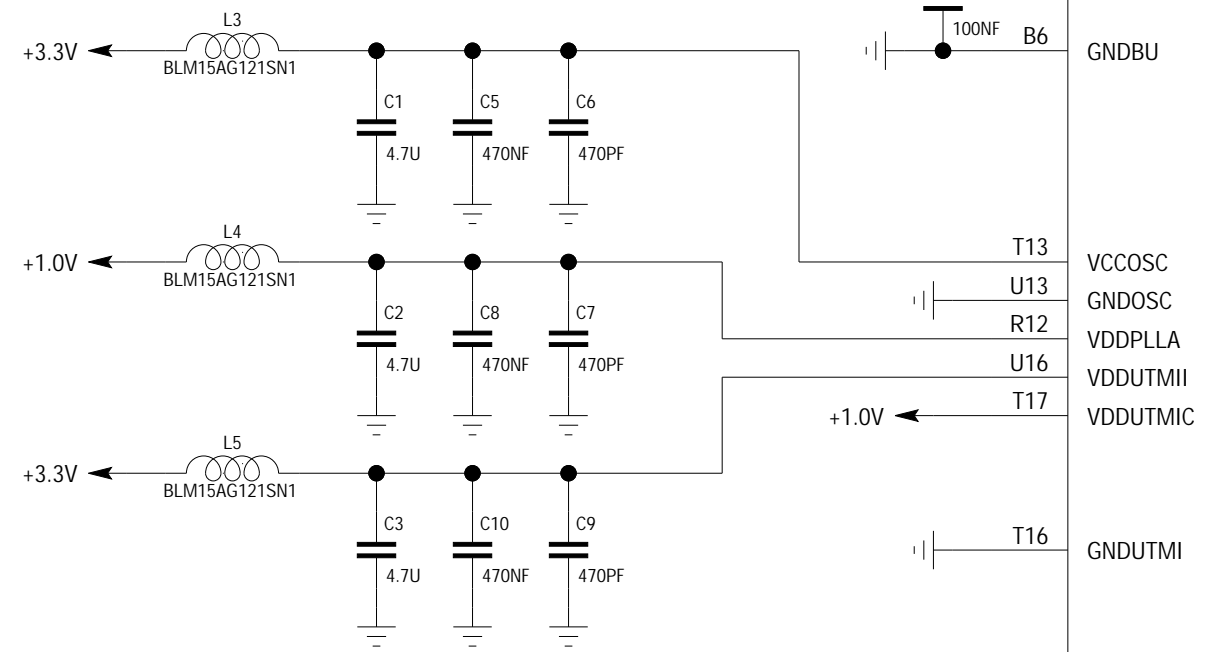 L3
100NF
B6
+3.3V
GNDBU
BLM15AG121SN1
C1
C5
C6
4.7U
470NF
470PF
L4
T13
+1.0V
VCCOSC
BLM15AG121SN1
U13
GNDOSC
C2
C8
C7
R12
VDDPLLA
4.7U
470NF
470PF
U16
VDDUTMII
T17
+1.0V
VDDUTMIC
L5
+3.3V
BLM15AG121SN1
C3
C10
C9
T16
GNDUTMI
4.7U
470NF
470PF